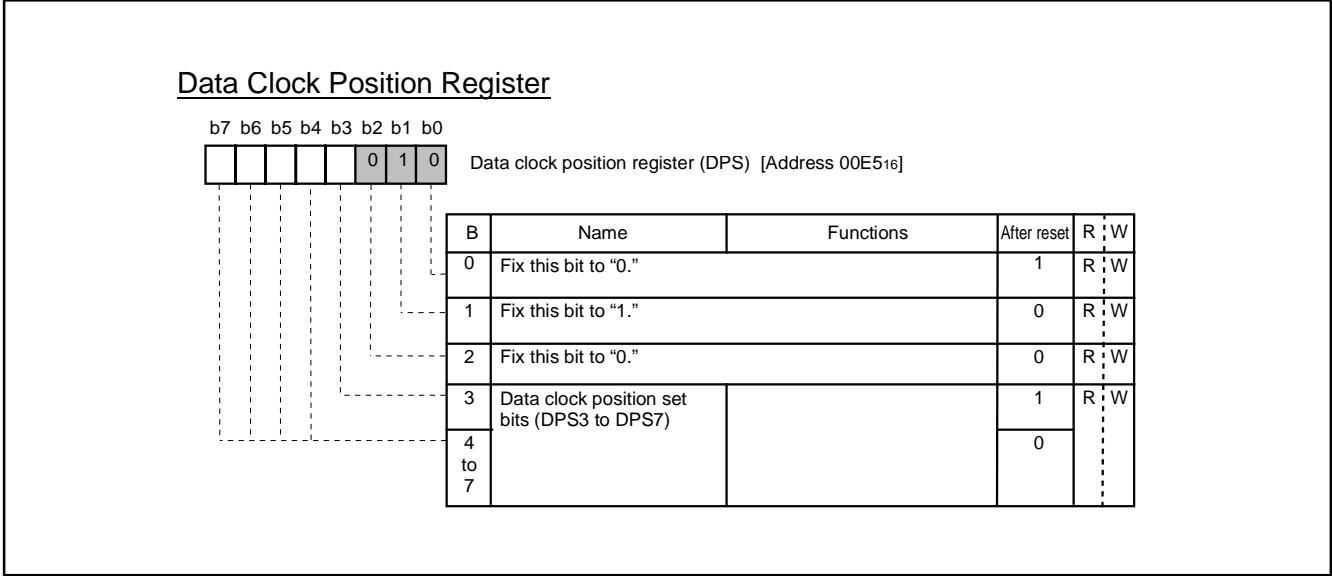 Data Clock Position Register
b7 b6 b5 b4 b3 b2 b1 b0
0 1 0 Data clock position register (DPS) [Address 00E5₁₆]
B Name Functions After reset R W
0 Fix this bit to “0.” 1 R W
1 Fix this bit to “1.” 0 R W
2 Fix this bit to “0.” 0 R W
3 Data clock position set 1 R W
bits (DPS3 to DPS7)
4 0
to
7